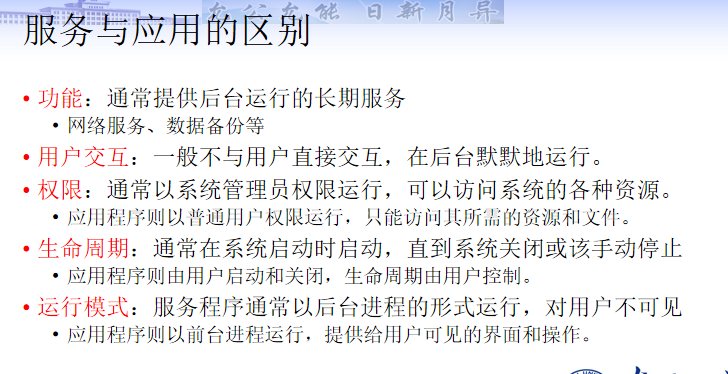 允公允能 日新月异
服务与应用的区别
• 功能：通常提供后台运行的长期服务
• 网络服务、数据备份等
• 用户交互：一般不与用户直接交互，在后台默默地运行。
• 权限：通常以系统管理员权限运行，可以访问系统的各种资源。
• 应用程序则以普通用户权限运行，只能访问其所需的资源和文件。
• 生命周期：通常在系统启动时启动，直到系统关闭或该手动停止
• 应用程序则由用户启动和关闭，生命周期由用户控制。
• 运行模式：服务程序通常以后台进程的形式运行，对用户不可见
• 应用程序则以前台进程运行，提供给用户可见的界面和操作。